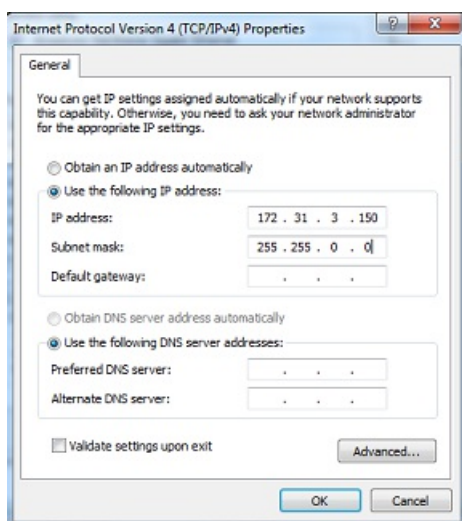 Internet Protocol Version 4 (TCP/IPv4) Properties
General
You can get IP settings assigned automatically if your network supports
this capability. Otherwise, you need to ask your network administrator
for the appropriate IP settings.
Obtain an IP address automatically
Use the following IP address:
IP address: 172 . 31 . 3 . 150
Subnet mask: 255 . 255 . 0 . 0
Default gateway: . . .
Obtain DNS server address automatically
Use the following DNS server addresses:
Preferred DNS server: . . .
Alternate DNS server: . . .
Validate settings upon exit
Advanced...
OK Cancel